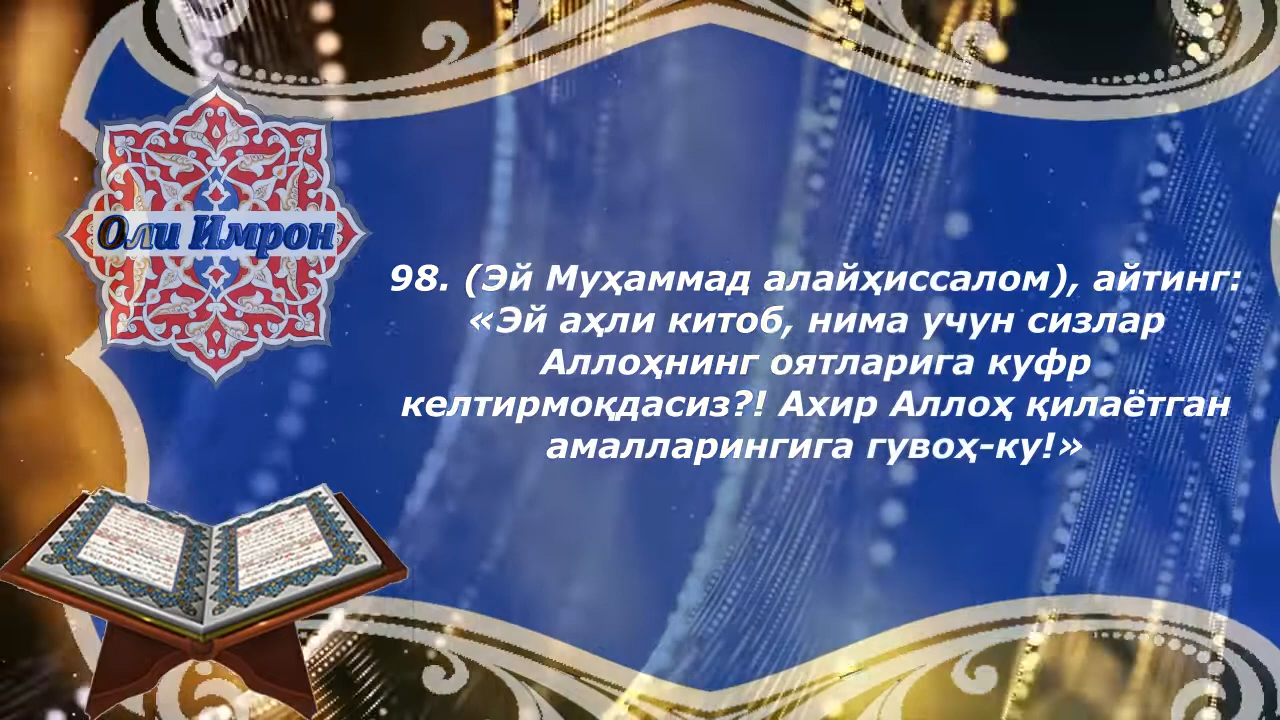 Оли Имрон
98. (Эй Муҳаммад алайҳиссалом), айтинг:
«Эй аҳли китоб, нима учун сизлар
Аллоҳнинг оятларига куфр
келтирмоқдасиз?! Ахир Аллоҳ қилаётган
амалларингига гувоҳ-ку!»